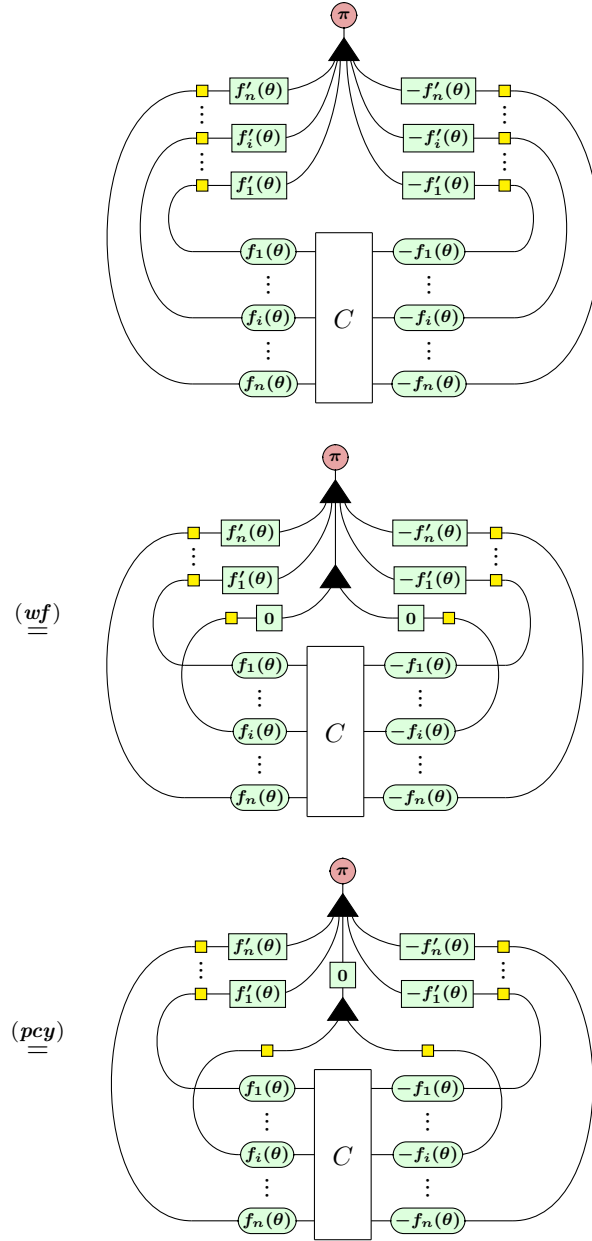 π
f′ₙ(θ) −f′ₙ(θ)
⋮ ⋮
f′ᵢ(θ) −f′ᵢ(θ)
⋮ ⋮
f′₁(θ) −f′₁(θ)
f₁(θ) −f₁(θ)
⋮ ⋮
fᵢ(θ) C −fᵢ(θ)
⋮ ⋮
fₙ(θ) −fₙ(θ)
π
f′ₙ(θ) −f′ₙ(θ)
⋮ ⋮
f′₁(θ) −f′₁(θ)
(wf)
=
0 0
f₁(θ) −f₁(θ)
⋮ ⋮
fᵢ(θ) C −fᵢ(θ)
⋮ ⋮
fₙ(θ) −fₙ(θ)
π
f′ₙ(θ) −f′ₙ(θ)
⋮ ⋮
0
f′₁(θ) −f′₁(θ)
(pcy)
=
f₁(θ) −f₁(θ)
⋮ ⋮
fᵢ(θ) C −fᵢ(θ)
⋮ ⋮
fₙ(θ) −fₙ(θ)